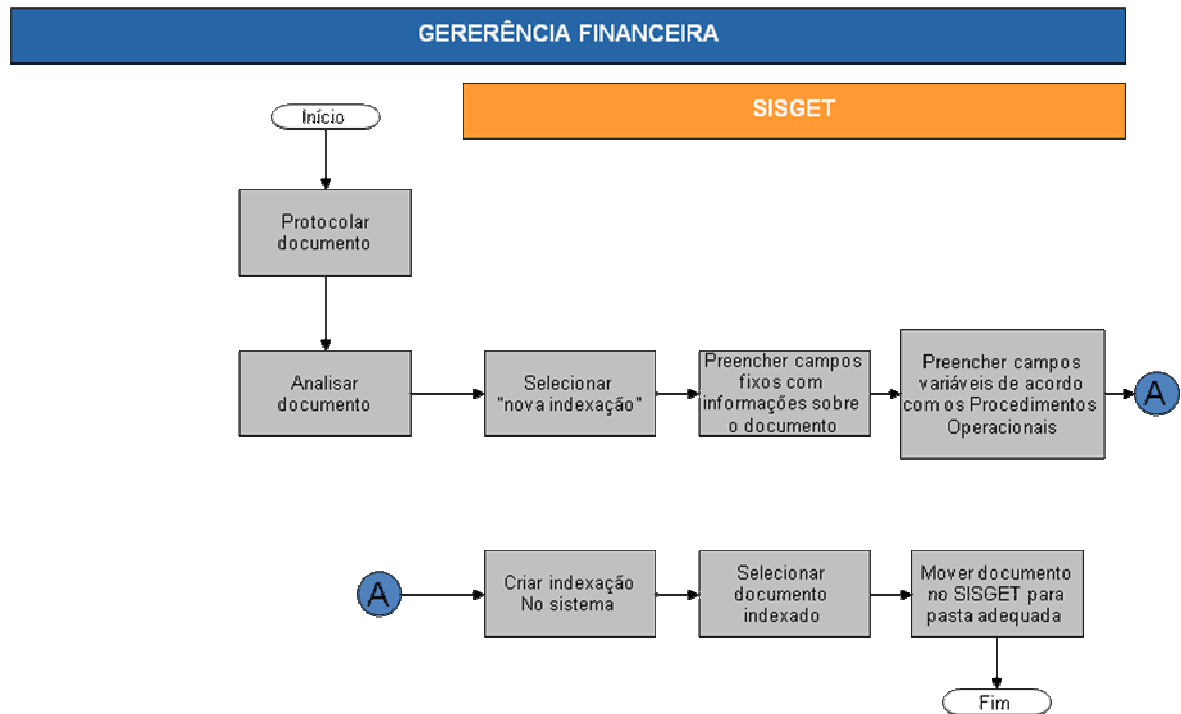 GERERÊNCIA FINANCEIRA
SISGET
Início
Protocolar
documento
Analisar
documento
Selecionar
"nova indexação"
Preencher campos
fixos com
informações sobre
o documento
Preencher campos
variáveis de acordo
com os Procedimentos
Operacionais
A
A
Criar indexação
No sistema
Selecionar
documento
indexado
Mover documento
no SISGET para
pasta adequada
Fim